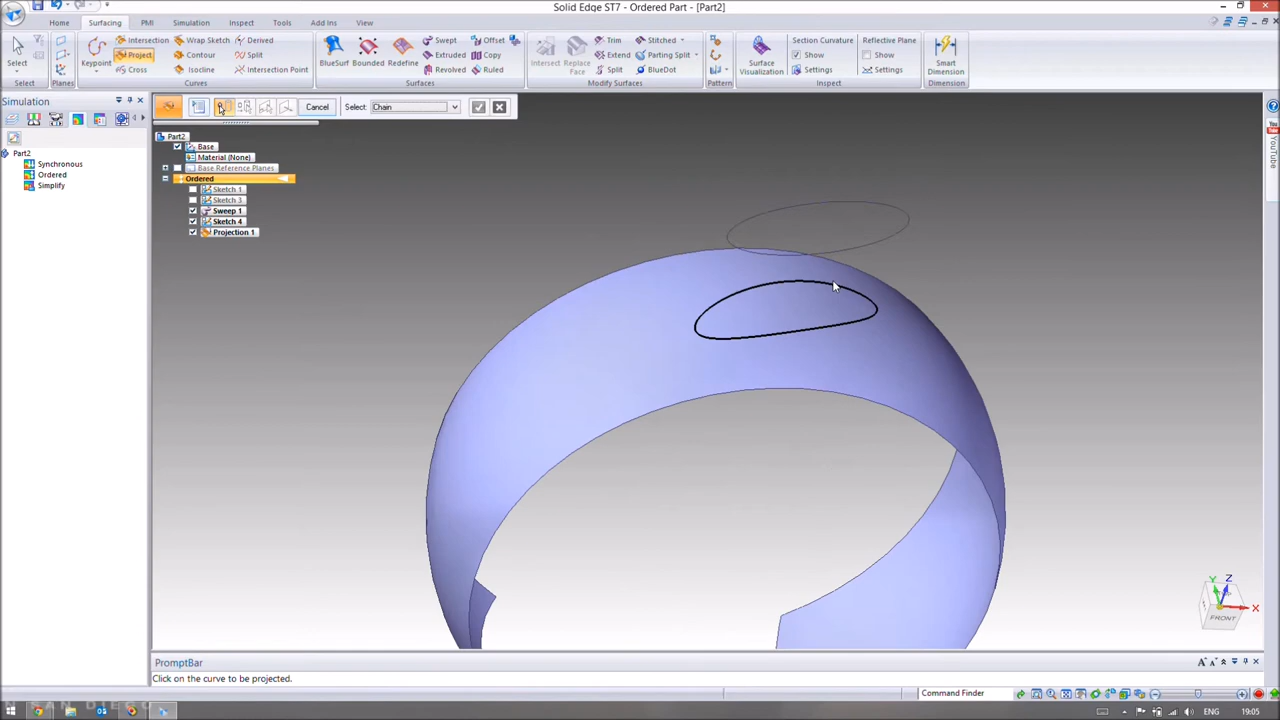 Solid Edge ST7 - Ordered Part - [Part2]
Home Surfacing PMI Simulation Inspect Tools Add Ins View
Select
Select
Planes
Keypoint
Intersection
Project
Cross
Wrap Sketch
Contour
Isocline
Derived
Split
Intersection Point
Curves
BlueSurf
Bounded
Redefine
Swept
Extruded
Revolved
Offset
Copy
Ruled
Surfaces
Intersect
Replace Face
Trim
Extend
Split
Stitched
Parting Split
BlueDot
Modify Surfaces
Pattern
Surface Visualization
Section Curvature
Show
Settings
Reflective Plane
Show
Settings
Inspect
Smart Dimension
Dimension
Simulation
Cancel
Select: Chain
Part2
Synchronous
Ordered
Simplify
Part2
Base
Material (None)
Base Reference Planes
Ordered
Sketch 1
Sketch 3
Sweep 1
Sketch 4
Projection 1
YouTube
Z
Y
X
FRONT
PromptBar
Click on the curve to be projected.
Command Finder
N SAN DIEGO
ENG
19:05